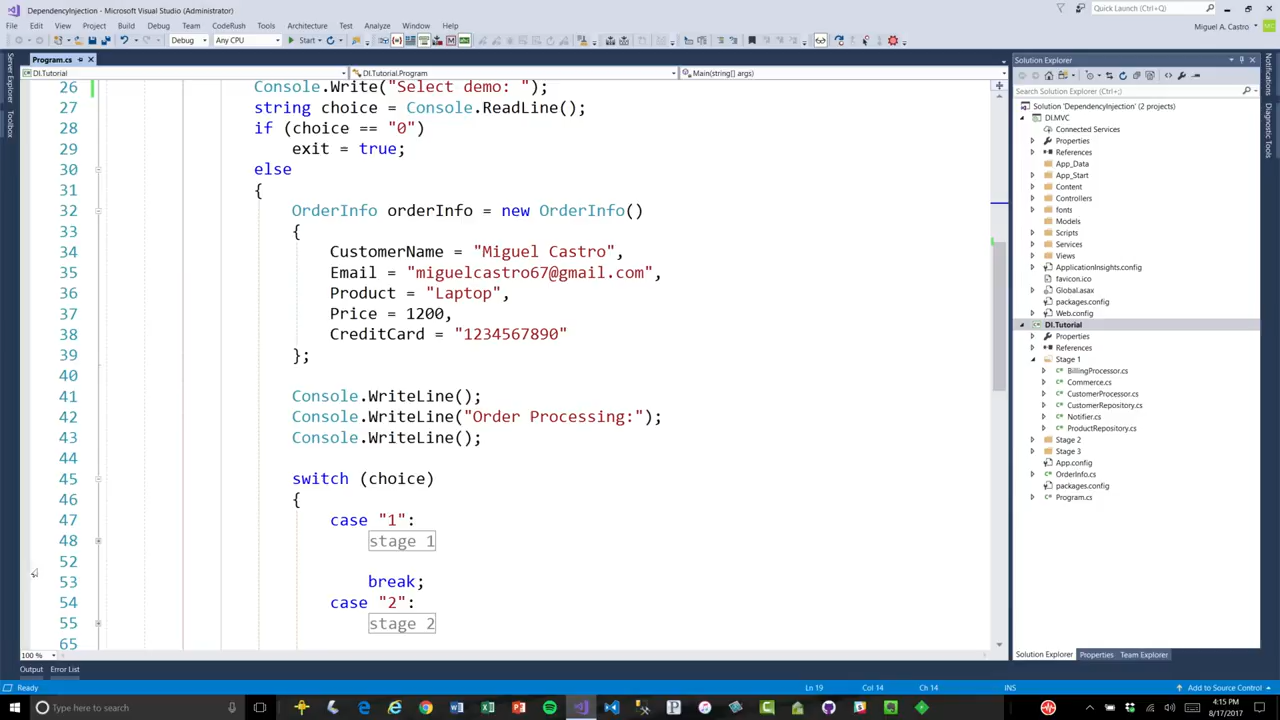 DependencyInjection - Microsoft Visual Studio (Administrator)
Quick Launch (Ctrl+;)
File Edit View Project Build Debug Team CodeRush Tools Architecture Test Analyze Window Help
Miguel A. Castro
MC
Debug Any CPU Start
Server Explorer
Toolbox
Program.cs
DI.Tutorial DI.Tutorial.Program Main(string[] args)
26 Console.Write("Select demo: ");
27 string choice = Console.ReadLine();
28 if (choice == "0")
29 exit = true;
30 else
31 {
32 OrderInfo orderInfo = new OrderInfo()
33 {
34 CustomerName = "Miguel Castro",
35 Email = "miguelcastro67@gmail.com",
36 Product = "Laptop",
37 Price = 1200,
38 CreditCard = "1234567890"
39 };
40
41 Console.WriteLine();
42 Console.WriteLine("Order Processing:");
43 Console.WriteLine();
44
45 switch (choice)
46 {
47 case "1":
48 stage 1
52
53 break;
54 case "2":
55 stage 2
65
100 %
Output Error List
Solution Explorer
Search Solution Explorer (Ctrl+;)
Solution 'DependencyInjection' (2 projects)
DI.MVC
Connected Services
Properties
References
App_Data
App_Start
Content
Controllers
fonts
Models
Scripts
Services
Views
ApplicationInsights.config
favicon.ico
Global.asax
packages.config
Web.config
DI.Tutorial
Properties
References
Stage 1
BillingProcessor.cs
Commerce.cs
CustomerProcessor.cs
CustomerRepository.cs
Notifier.cs
ProductRepository.cs
Stage 2
Stage 3
App.config
OrderInfo.cs
packages.config
Program.cs
Solution Explorer Properties Team Explorer
Notifications
Diagnostic Tools
Ready Ln 19 Col 14 Ch 14 INS Add to Source Control
Type here to search
4:15 PM
8/17/2017